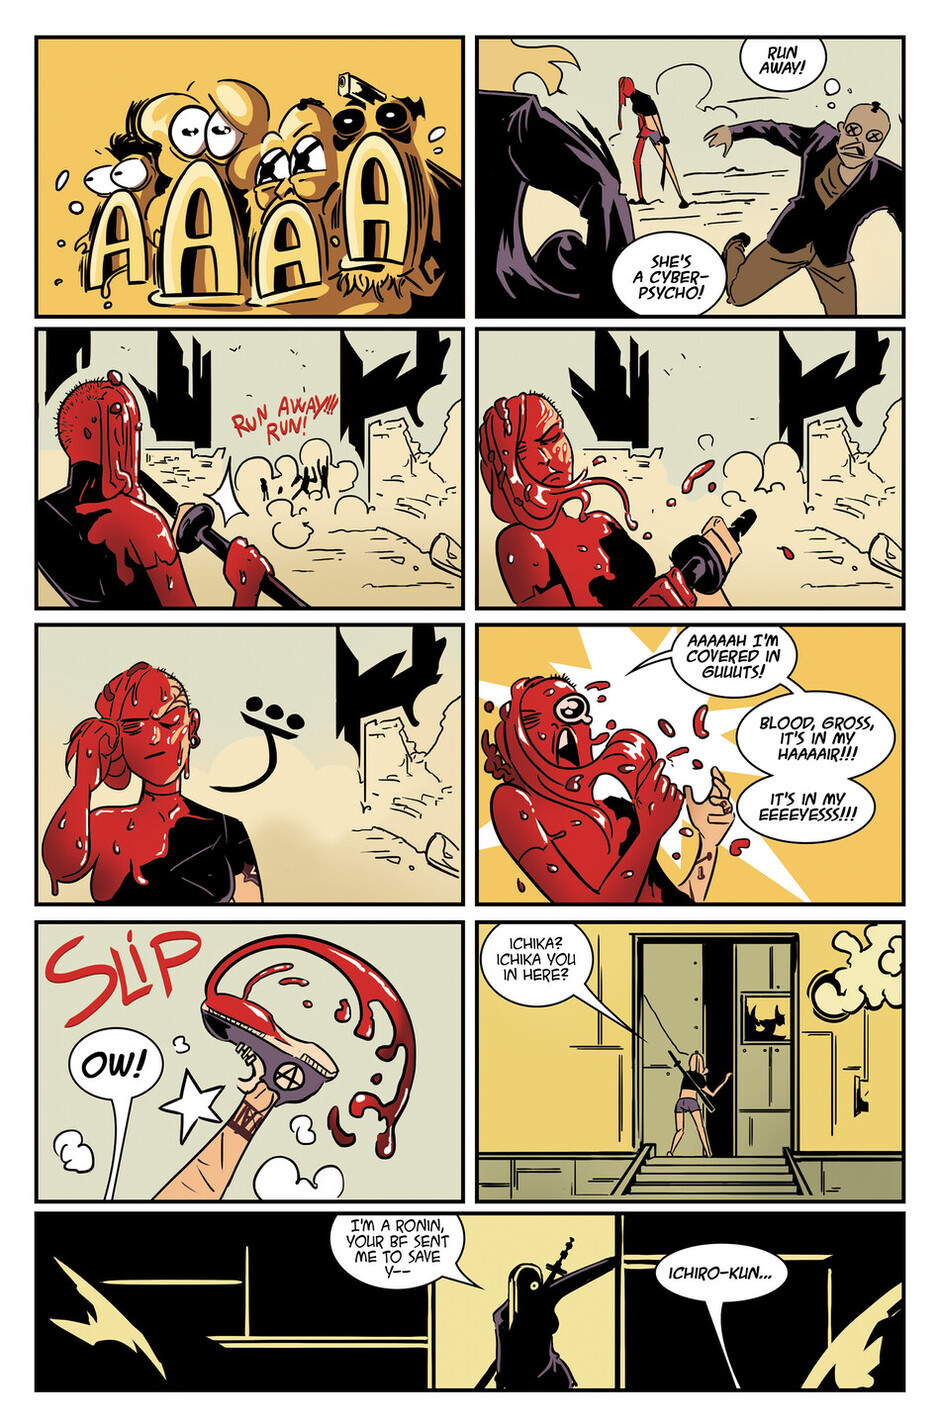 AAAA
RUN
AWAY!
SHE'S
A CYBER-
PSYCHO!
RUN AWAY!!!
RUN!
AAAAAH I'M
COVERED IN
GUUUTS!
BLOOD, GROSS,
IT'S IN MY
HAAAAIR!!!
IT'S IN MY
EEEEYESSS!!!
SLIP
OW!
ICHIKA?
ICHIKA YOU
IN HERE?
I'M A RONIN,
YOUR BF SENT
ME TO SAVE
Y--
ICHIRO-KUN...